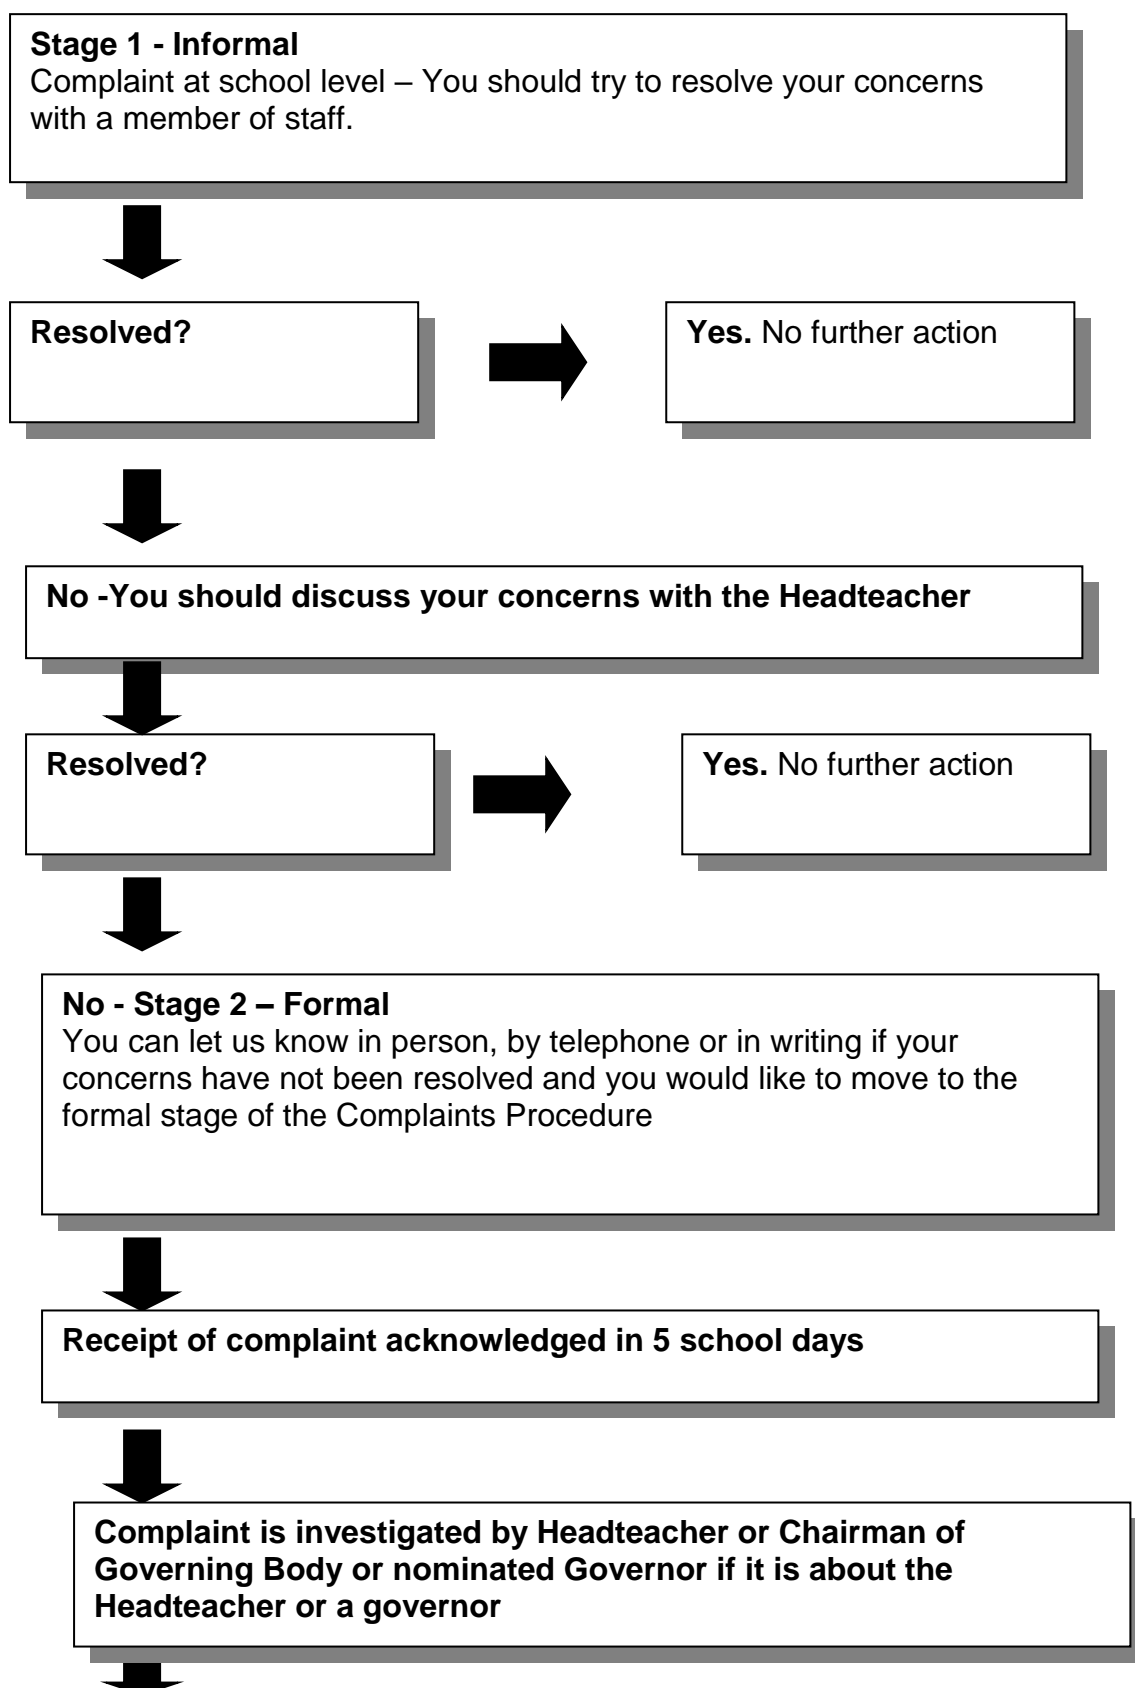 Stage 1 - Informal
Complaint at school level – You should try to resolve your concerns
with a member of staff.
Resolved?
Yes. No further action
No -You should discuss your concerns with the Headteacher
Resolved?
Yes. No further action
No - Stage 2 – Formal
You can let us know in person, by telephone or in writing if your
concerns have not been resolved and you would like to move to the
formal stage of the Complaints Procedure
Receipt of complaint acknowledged in 5 school days
Complaint is investigated by Headteacher or Chairman of
Governing Body or nominated Governor if it is about the
Headteacher or a governor